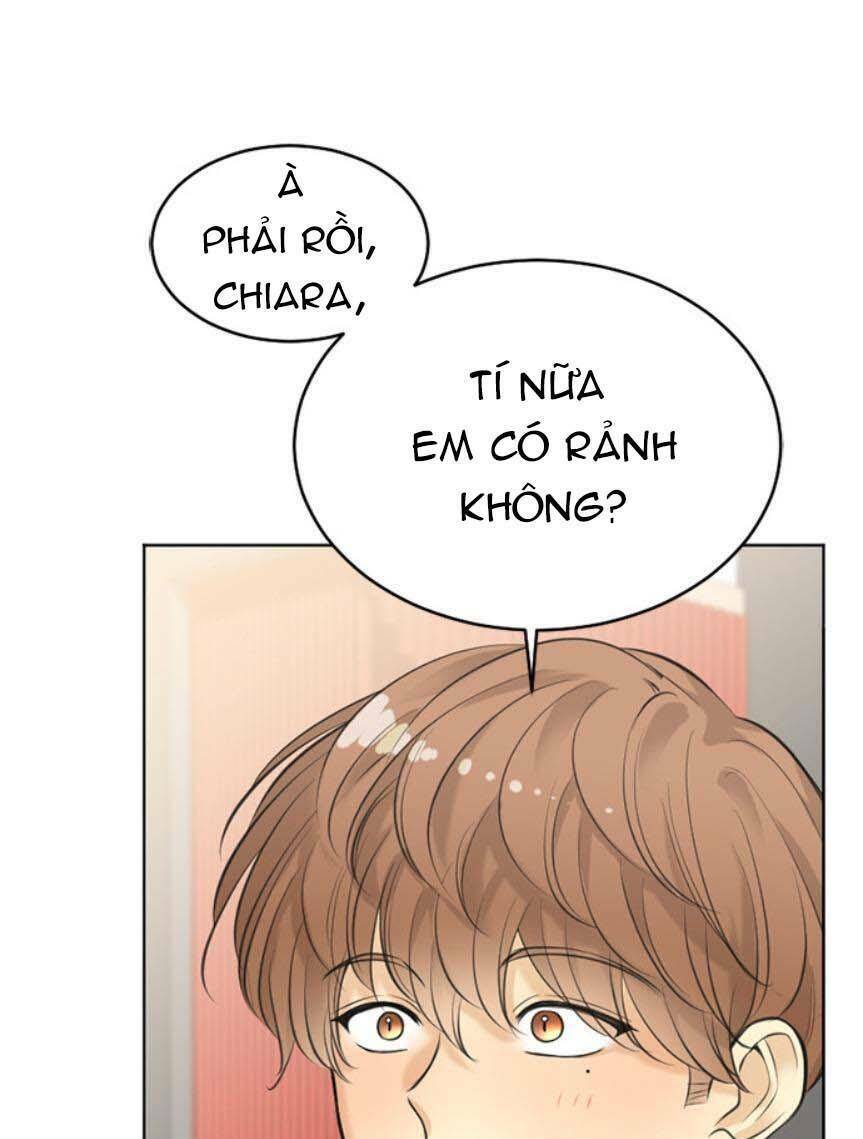 À
PHẢI RỒI,
CHIARA,
TÍ NỮA
EM CÓ RẢNH
KHÔNG?